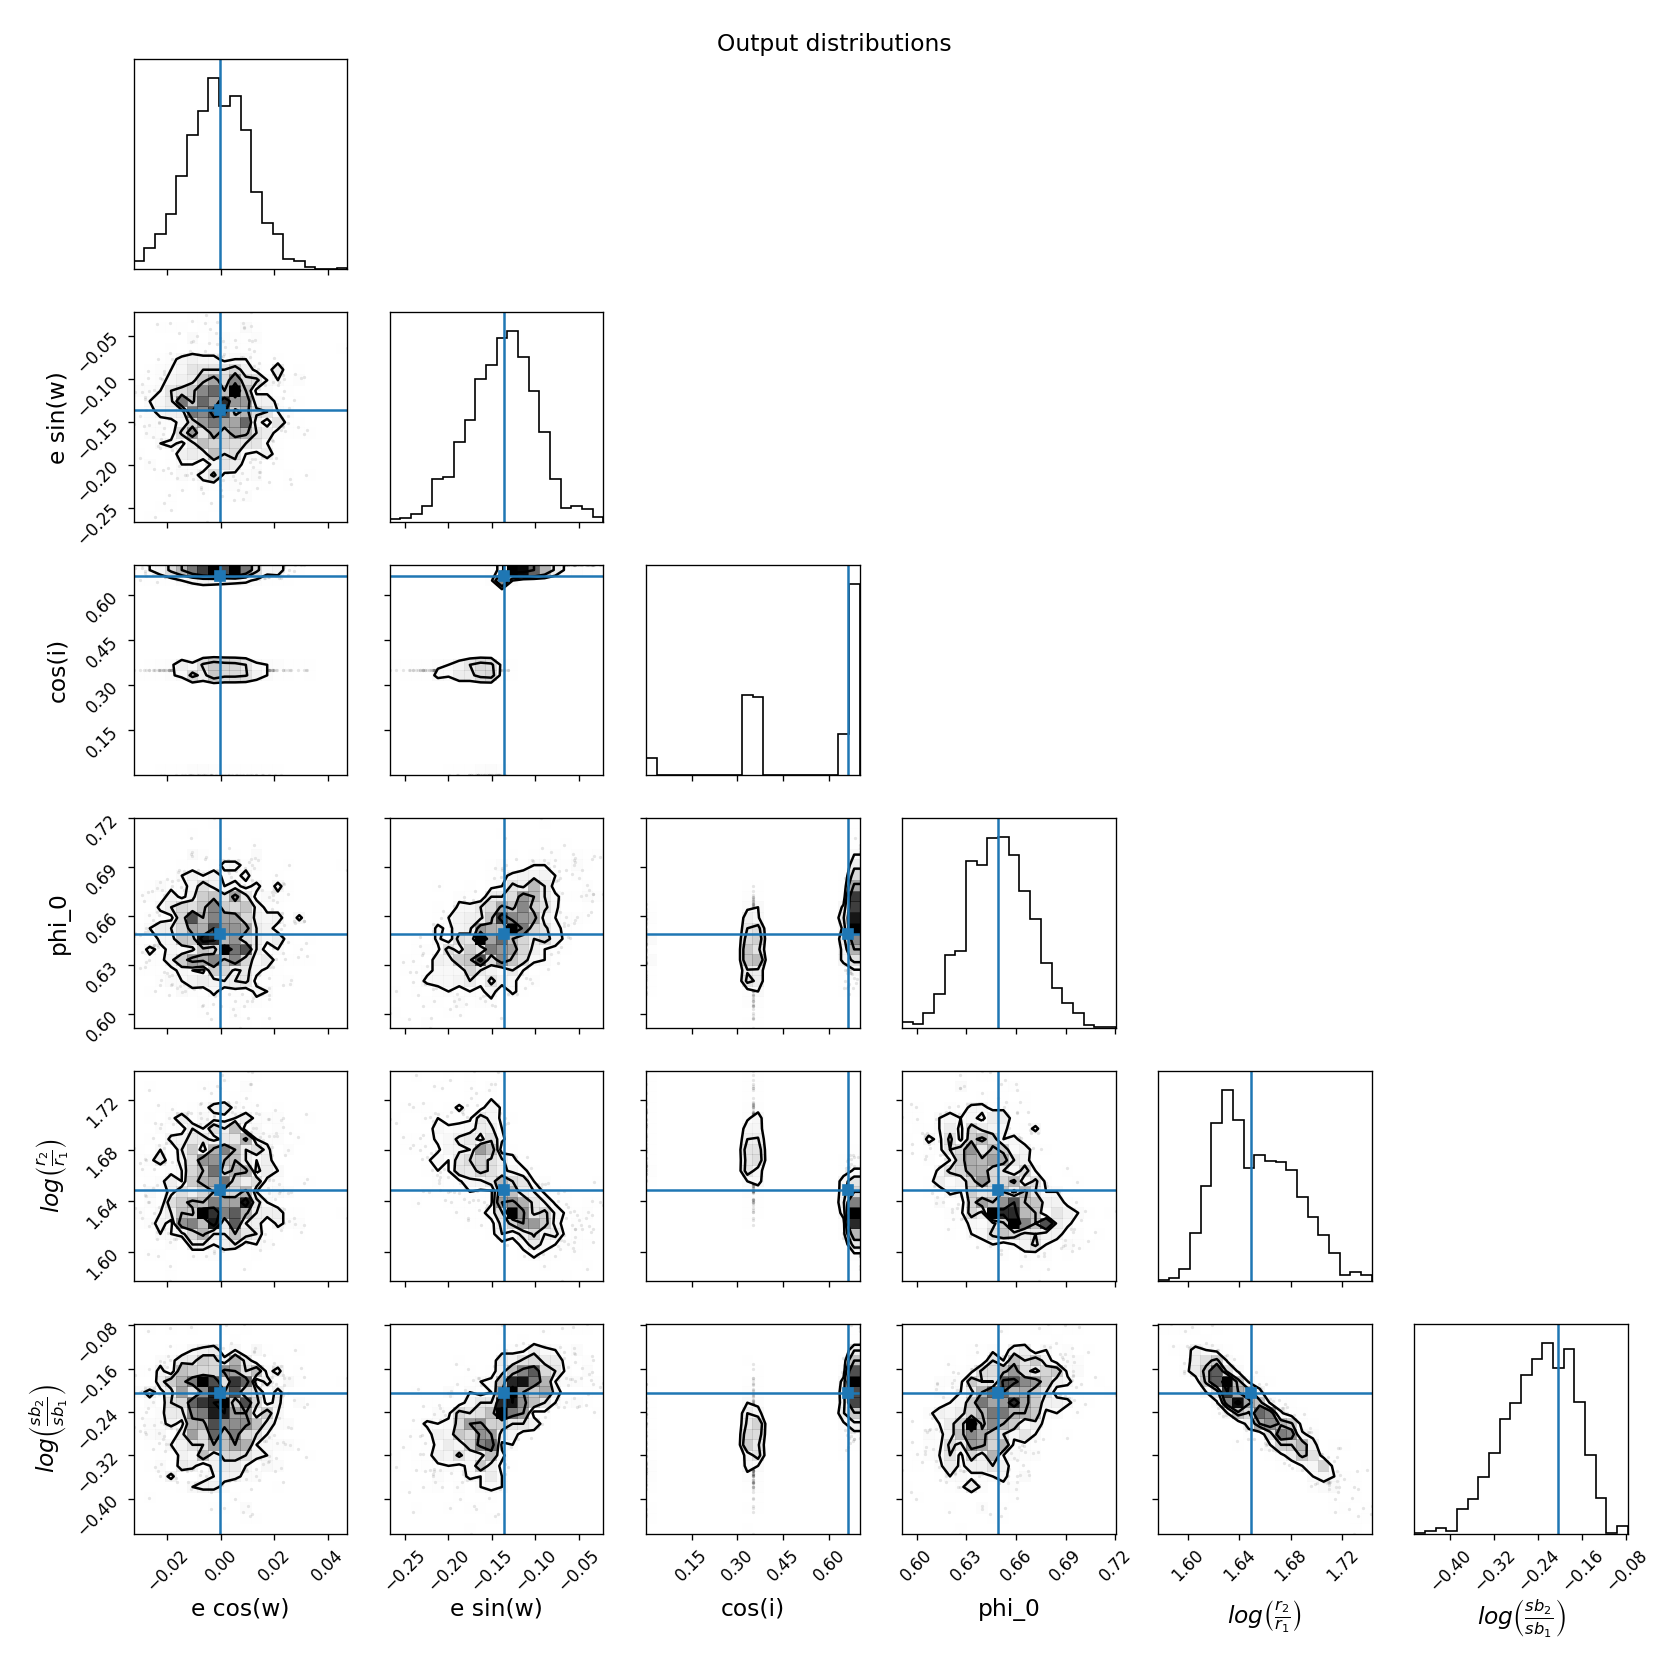 Output distributions
−0.05
−0.10
−0.15
−0.20
−0.25
e sin(w)
0.60
0.45
0.30
0.15
cos(i)
0.72
0.69
0.66
0.63
0.60
phi_0
1.72
1.68
1.64
1.60
log(r₂/r₁)
−0.08
−0.16
−0.24
−0.32
−0.40
log(sb₂/sb₁)
−0.02 0.00 0.02 0.04 −0.25 −0.20 −0.15 −0.10 −0.05 0.15 0.30 0.45 0.60 0.60 0.63 0.66 0.69 0.72 1.60 1.64 1.68 1.72 −0.40 −0.32 −0.24 −0.16 −0.08
e cos(w) e sin(w) cos(i) phi_0 log(r₂/r₁) log(sb₂/sb₁)